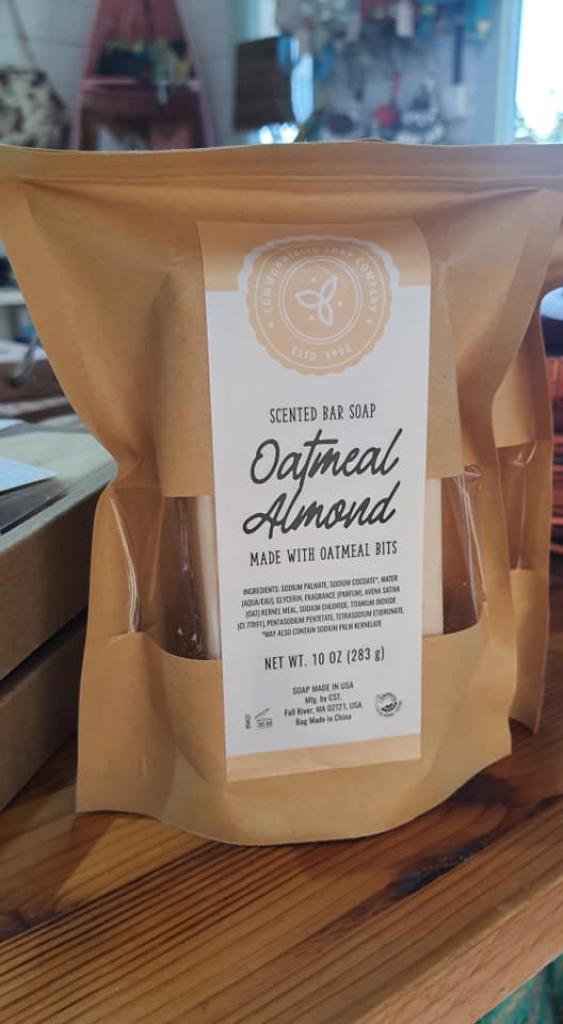 COMMONWEALTH SOAP COMPANY
ESTD 1992
SCENTED BAR SOAP
Oatmeal
Almond
MADE WITH OATMEAL BITS
INGREDIENTS: SODIUM PALMATE, SODIUM COCOATE*, WATER
(AQUA/EAU), GLYCERIN, FRAGRANCE (PARFUM), AVENA SATIVA
(OAT) KERNEL MEAL, SODIUM CHLORIDE, TITANIUM DIOXIDE
(CI 77891), PENTASODIUM PENTETATE, TETRASODIUM ETIDRONATE.
*MAY ALSO CONTAIN SODIUM PALM KERNELATE
NET WT. 10 OZ (283 g)
SOAP MADE IN USA
Mfg. by CST,
Fall River, MA 02721, USA
Bag Made in China